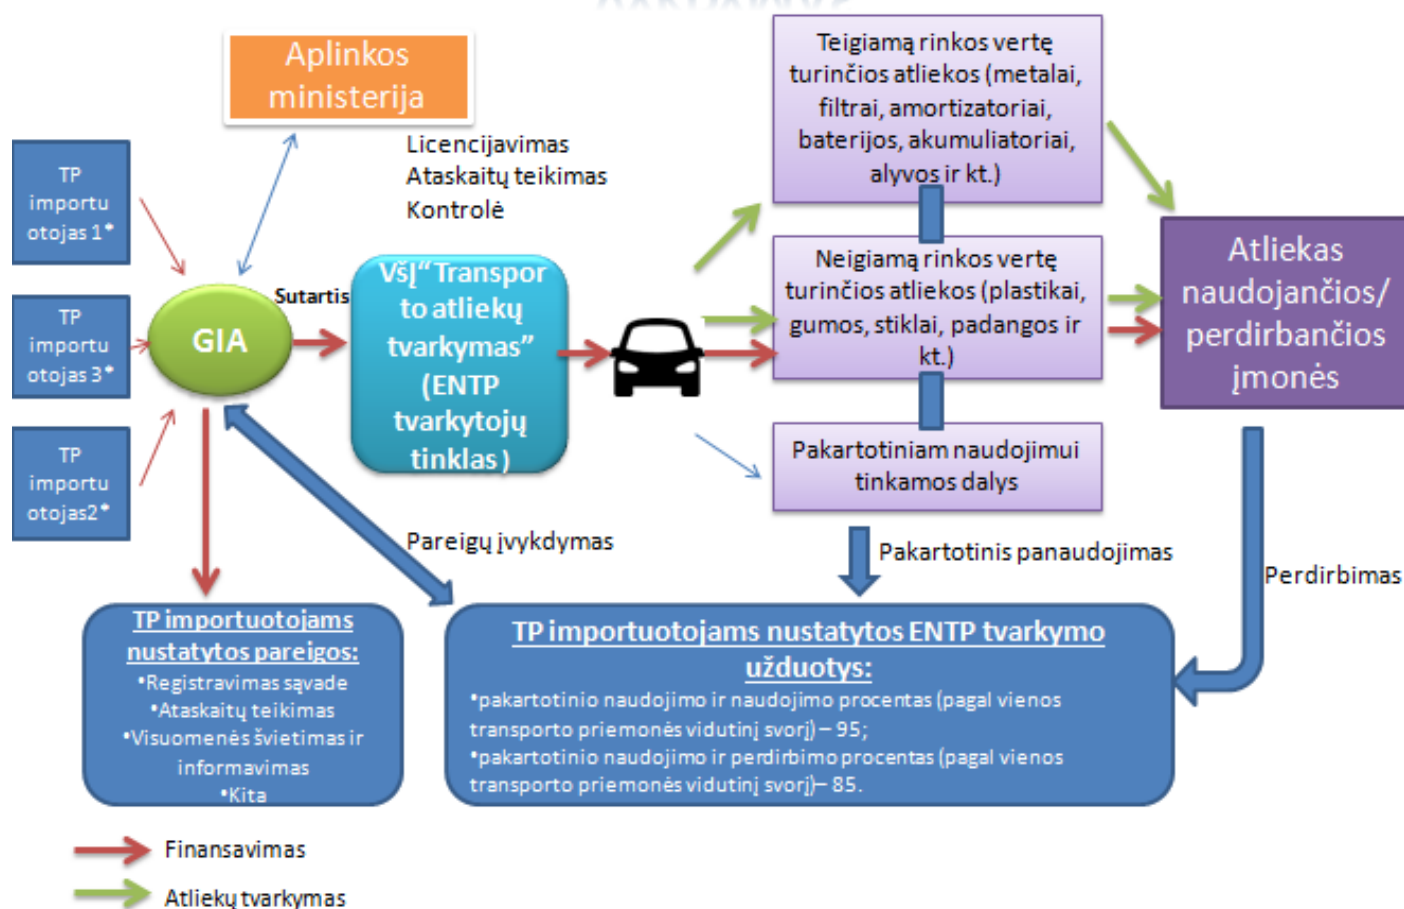 Aplinkos
ministerija
Licencijavimas
Ataskaitų teikimas
Kontrolė
TP
importu
otojas 1*
TP
importu
otojas 3*
TP
importu
otojas2*
GIA
Sutartis
VšĮ“Transpor
to atliekų
tvarkymas”
(ENTP
tvarkytojų
tinklas)
Teigiamą rinkos vertę
turinčios atliekos (metalai,
filtrai, amortizatoriai,
baterijos, akumuliatoriai,
alyvos ir kt.)
Neigiamą rinkos vertę
turinčios atliekos (plastikai,
gumos, stiklai, padangos ir
kt.)
Pakartotiniam naudojimui
tinkamos dalys
Atliekas
naudojančios/
perdirbančios
įmonės
Pareigų įvykdymas
Pakartotinis panaudojimas
Perdirbimas
TP importuotojams
nustatytos pareigos:
•Registravimas sąvade
•Ataskaitų teikimas
•Visuomenės švietimas ir
informavimas
•Kita
TP importuotojams nustatytos ENTP tvarkymo
užduotys:
•pakartotinio naudojimo ir naudojimo procentas (pagal vienos
transporto priemonės vidutinį svorį) – 95;
•pakartotinio naudojimo ir perdirbimo procentas (pagal vienos
transporto priemonės vidutinį svorį)– 85.
Finansavimas
Atliekų tvarkymas